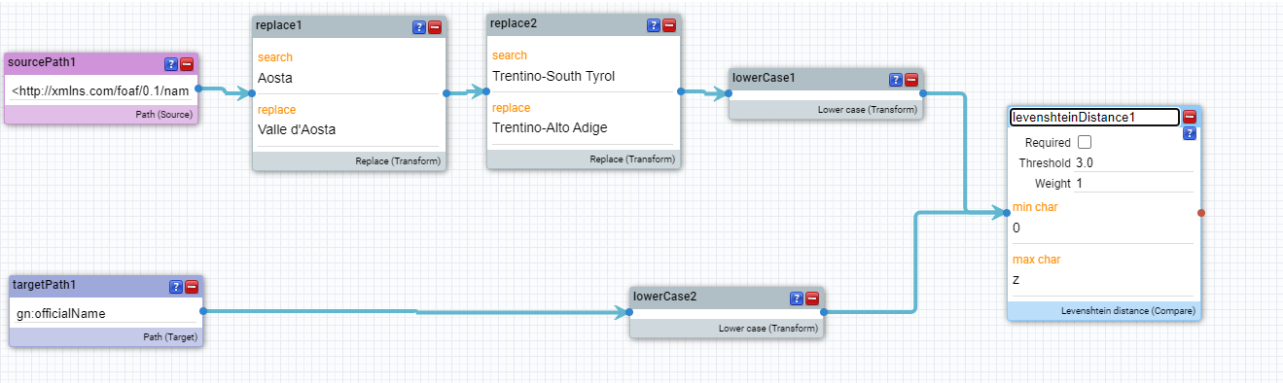 sourcePath1
<http://xmlns.com/foaf/0.1/nam
Path (Source)
replace1
search
Aosta
replace
Valle d'Aosta
Replace (Transform)
replace2
search
Trentino-South Tyrol
replace
Trentino-Alto Adige
Replace (Transform)
lowerCase1
Lower case (Transform)
levenshteinDistance1
Required
Threshold 3.0
Weight 1
min char
0
max char
z
Levenshtein distance (Compare)
targetPath1
gn:officialName
Path (Target)
lowerCase2
Lower case (Transform)